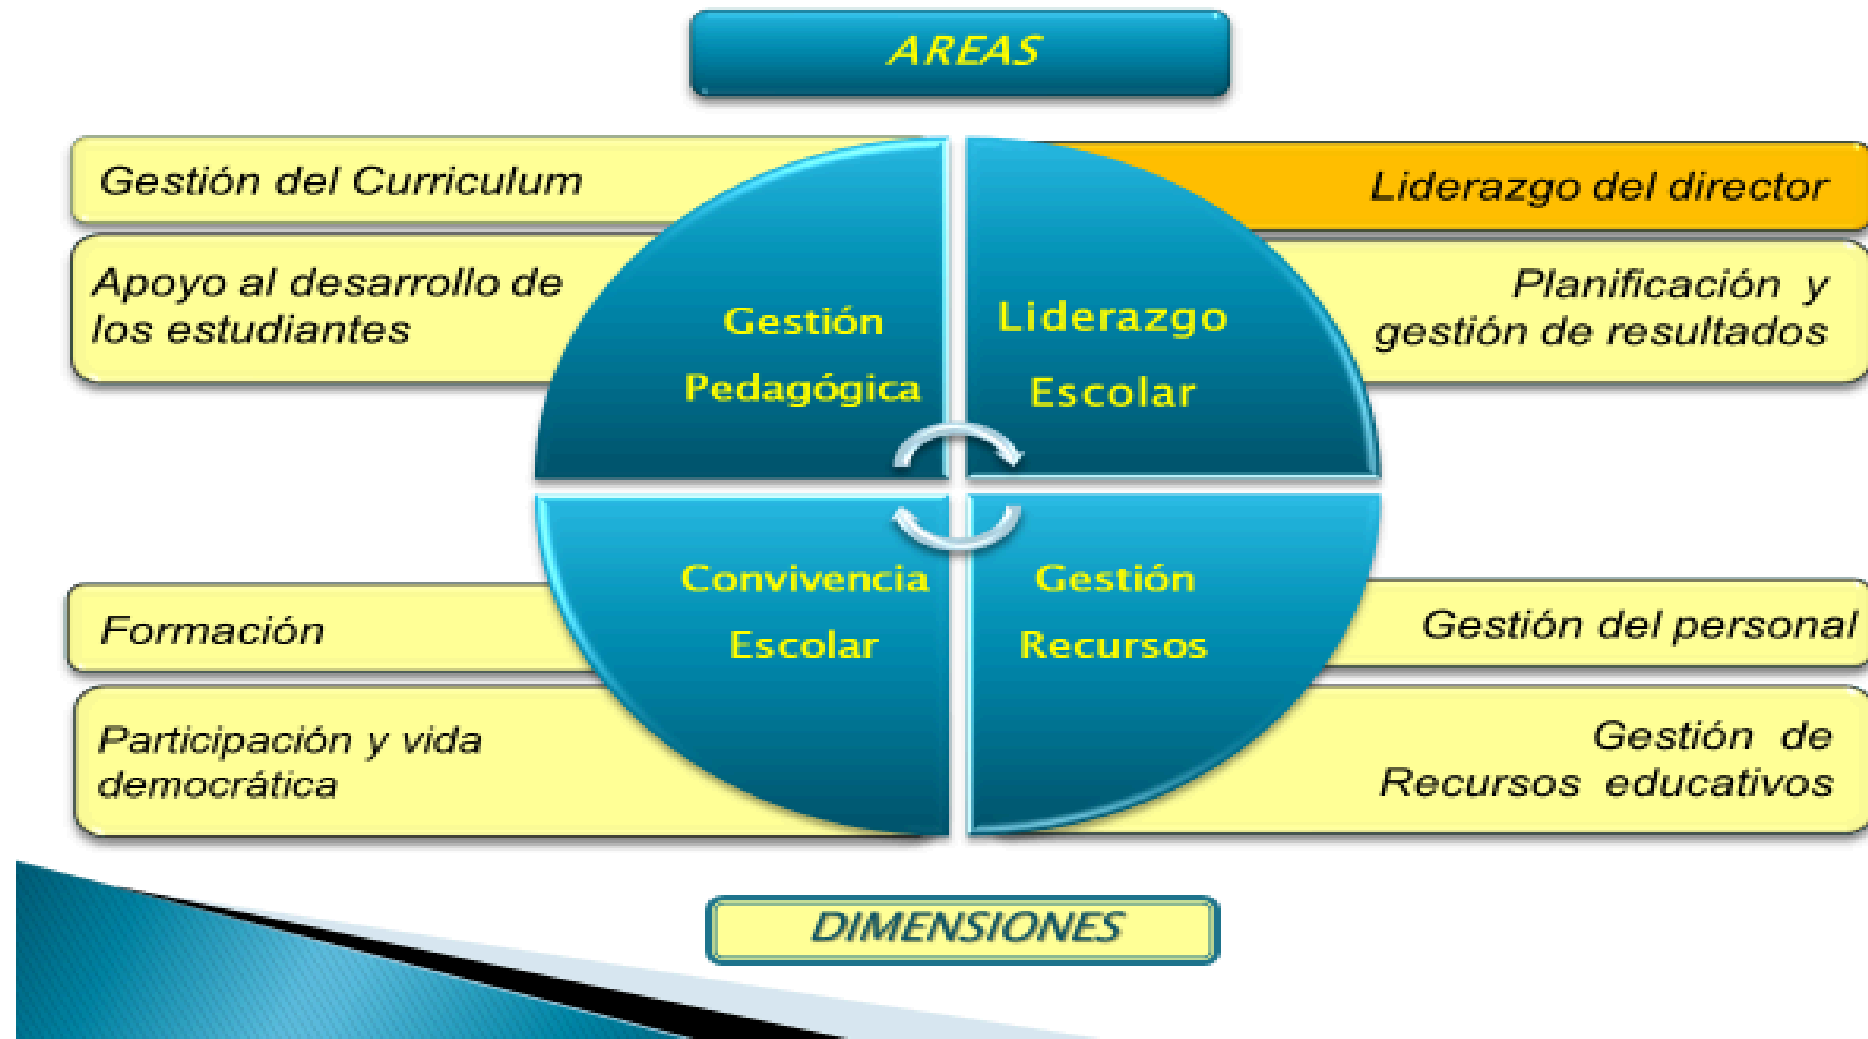 AREAS
Gestión del Curriculum
Apoyo al desarrollo de
los estudiantes
Liderazgo del director
Planificación y
gestión de resultados
Gestión
Pedagógica
Liderazgo
Escolar
Convivencia
Escolar
Gestión
Recursos
Formación
Participación y vida
democrática
Gestión del personal
Gestión de
Recursos educativos
DIMENSIONES